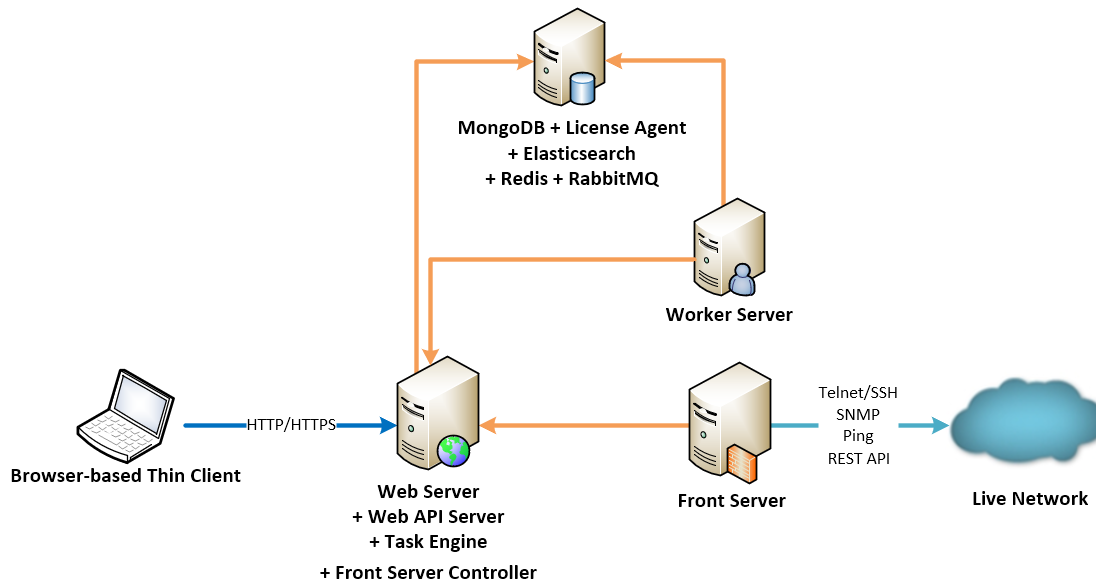 MongoDB + License Agent
+ Elasticsearch
+ Redis + RabbitMQ
Worker Server
Browser-based Thin Client
HTTP/HTTPS
Web Server
+ Web API Server
+ Task Engine
+ Front Server Controller
Front Server
Telnet/SSH
SNMP
Ping
REST API
Live Network